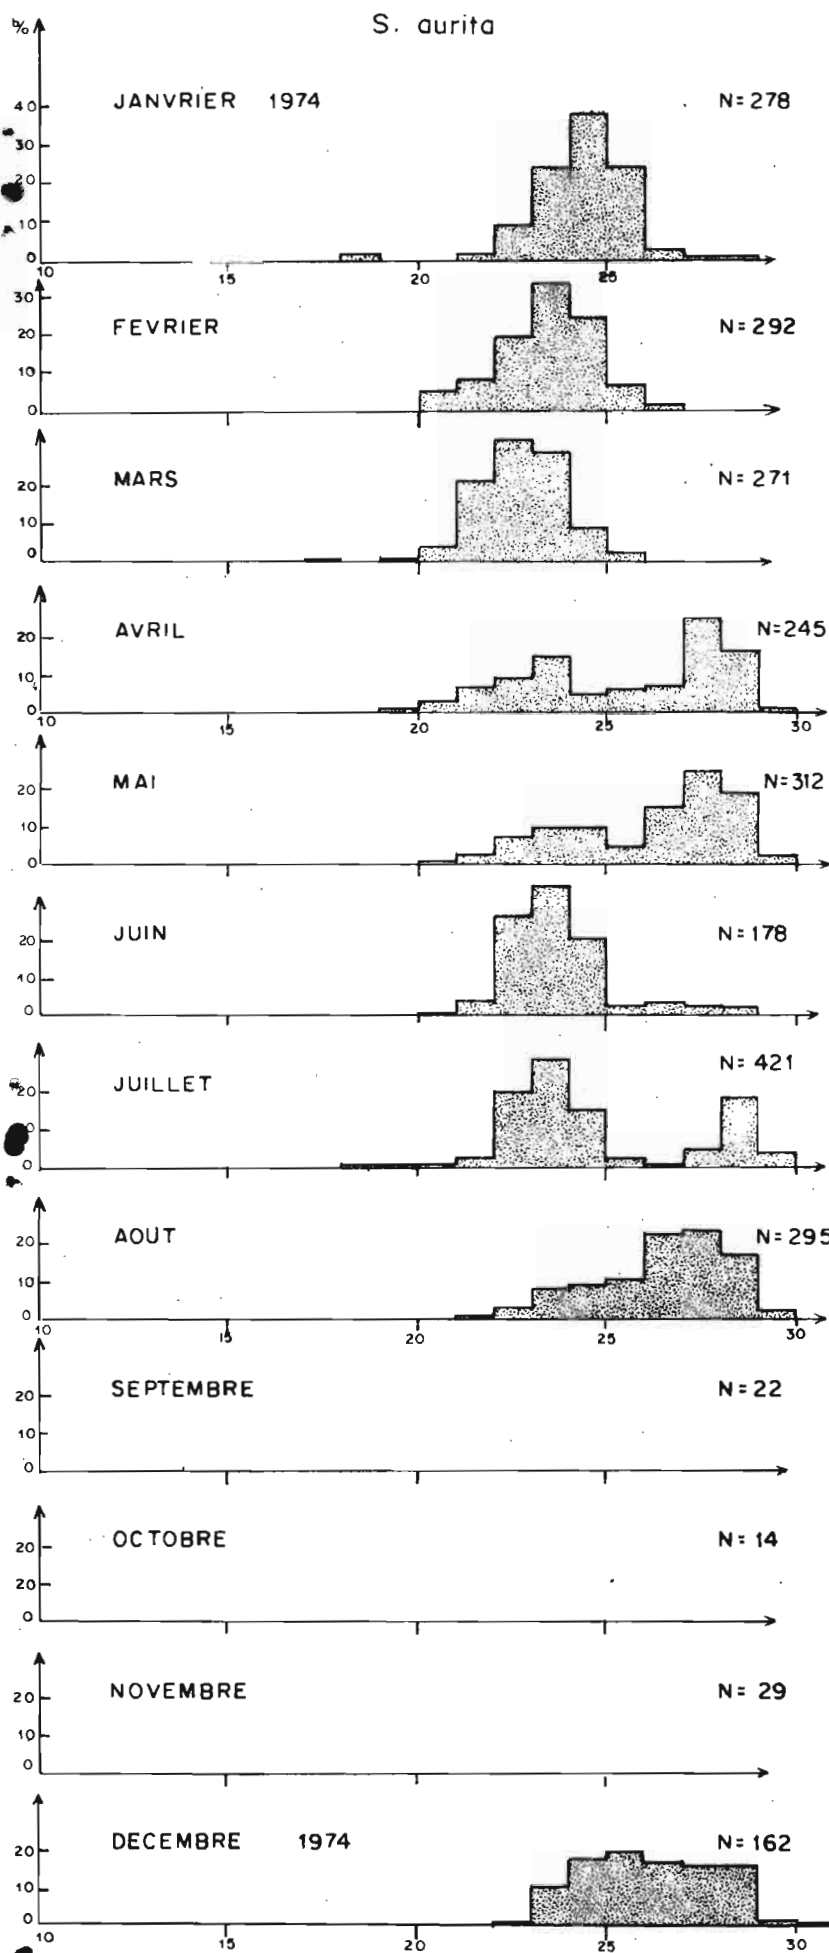 S. aurita
%
JANVRIER 1974 N=278
40
30
20
10
0
10 15 20 25
FEVRIER N=292
30
20
10
0
MARS N=271
20
10
0
AVRIL N=245
20
10
0
10 15 20 25 30
MAI N=312
20
10
0
JUIN N=178
20
10
0
JUILLET N=421
20
0
AOUT N=295
20
10
0
10 15 20 25 30
SEPTEMBRE N=22
20
10
0
OCTOBRE N=14
20
20
0
NOVEMBRE N=29
20
10
0
DECEMBRE 1974 N=162
20
10
0
10 15 20 25 30